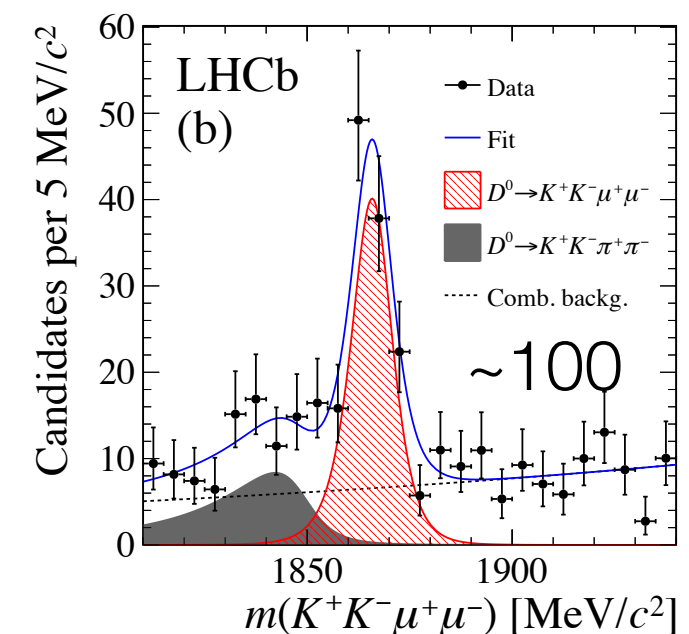 Candidates per 5 MeV/c²
60
50
40
30
20
10
0
LHCb
(b)
Data
Fit
D⁰→K⁺K⁻μ⁺μ⁻
D⁰→K⁺K⁻π⁺π⁻
Comb. backg.
~100
1850 1900
m(K⁺K⁻μ⁺μ⁻) [MeV/c²]